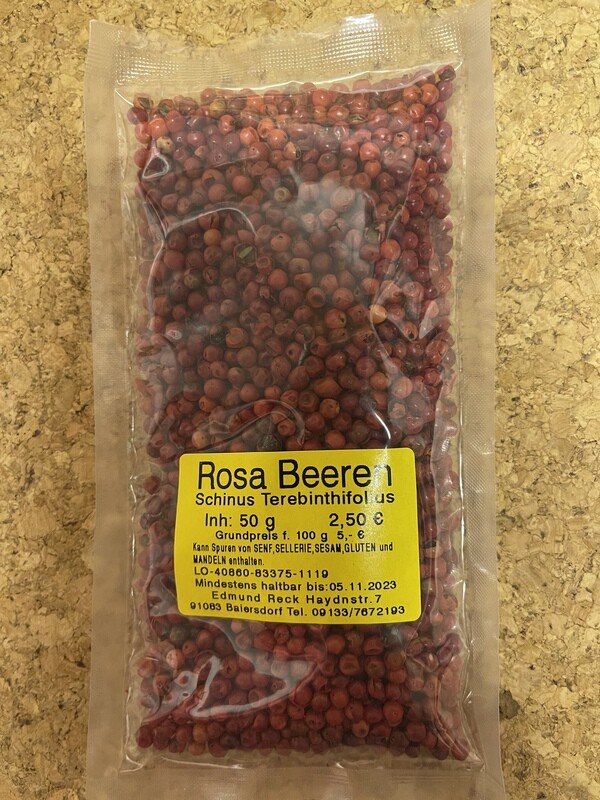 Rosa Beeren
Schinus Terebinthifolius
Inh: 50 g 2,50 €
Grundpreis f. 100 g 5,- €
Kann Spuren von SENF,SELLERIE,SESAM,GLUTEN und
MANDELN enthalten.
LO-40860-83375-1119
Mindestens haltbar bis:05.11.2023
Edmund Reck Haydnstr.7
91083 Baiersdorf Tel. 09133/7672193